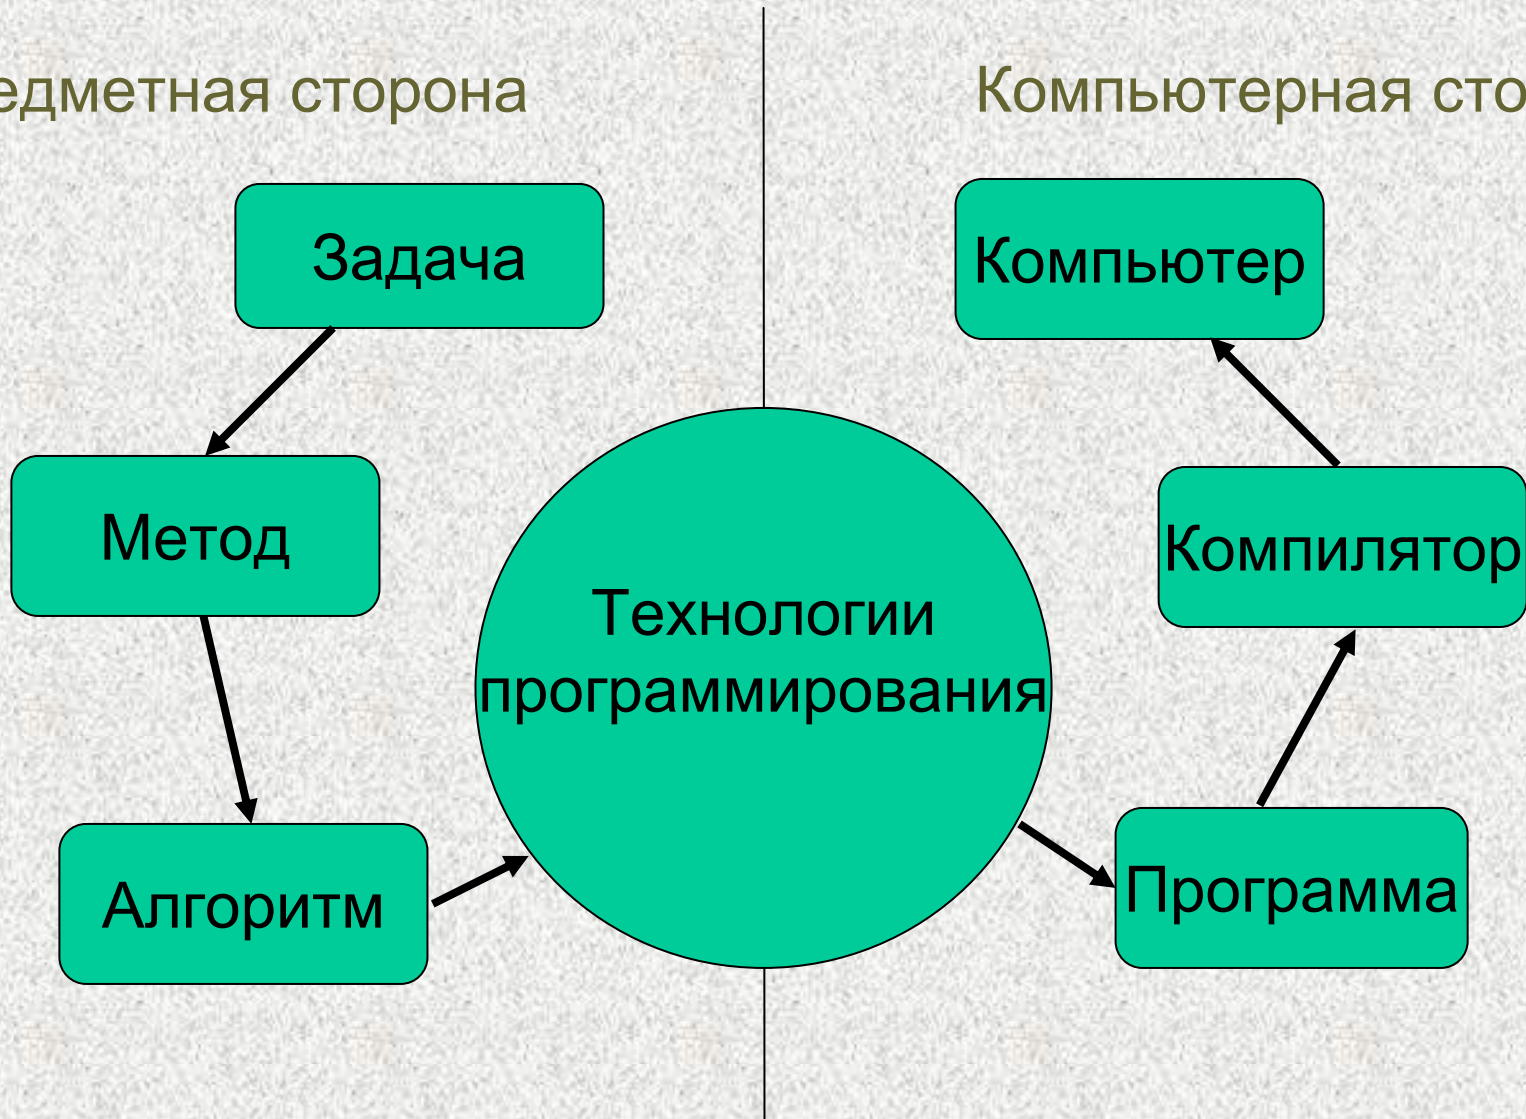 едметная сторона
Компьютерная сто
Задача
Компьютер
Метод
Компилятор
Технологии
программирования
Алгоритм
Программа